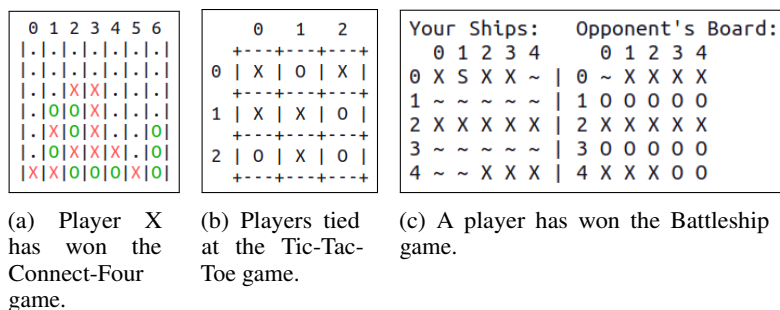 0 1 2 3 4 5 6
|.|.|.|.|.|.|.|
|.|.|.|.|.|.|.|
|.|.|X|X|.|.|.|
|.|O|O|X|.|.|.|
|.|X|O|X|.|.|O|
|.|O|X|X|X|.|O|
|X|X|O|O|O|X|O|
(a) Player X
has won the
Connect-Four
game.
0 1 2
+---+---+---+
0 | X | O | X |
+---+---+---+
1 | X | X | O |
+---+---+---+
2 | O | X | O |
+---+---+---+
(b) Players tied
at the Tic-Tac-
Toe game.
Your Ships: Opponent's Board:
0 1 2 3 4 0 1 2 3 4
0 X S X X ~ | 0 ~ X X X X
1 ~ ~ ~ ~ ~ | 1 O O O O O
2 X X X X X | 2 X X X X X
3 ~ ~ ~ ~ ~ | 3 O O O O O
4 ~ ~ X X X | 4 X X X O O
(c) A player has won the Battleship
game.